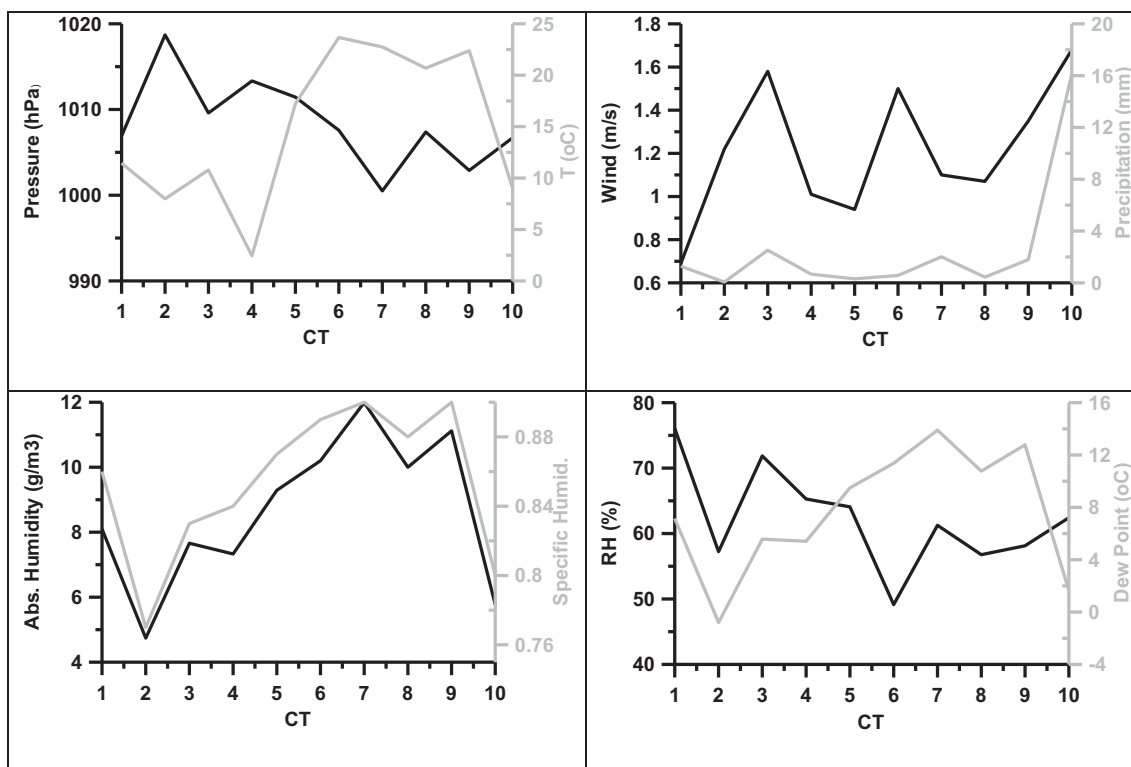 Pressure (hPa)
1020
1010
1000
990
25
20
15
10
5
0
T (oC)
1 2 3 4 5 6 7 8 9 10
CT
Wind (m/s)
1.8
1.6
1.4
1.2
1
0.8
0.6
20
16
12
8
4
0
Precipitation (mm)
1 2 3 4 5 6 7 8 9 10
CT
Abs. Humidity (g/m3)
12
10
8
6
4
0.88
0.84
0.8
0.76
Specific Humid.
1 2 3 4 5 6 7 8 9 10
CT
RH (%)
80
70
60
50
40
16
12
8
4
0
-4
Dew Point (oC)
1 2 3 4 5 6 7 8 9 10
CT